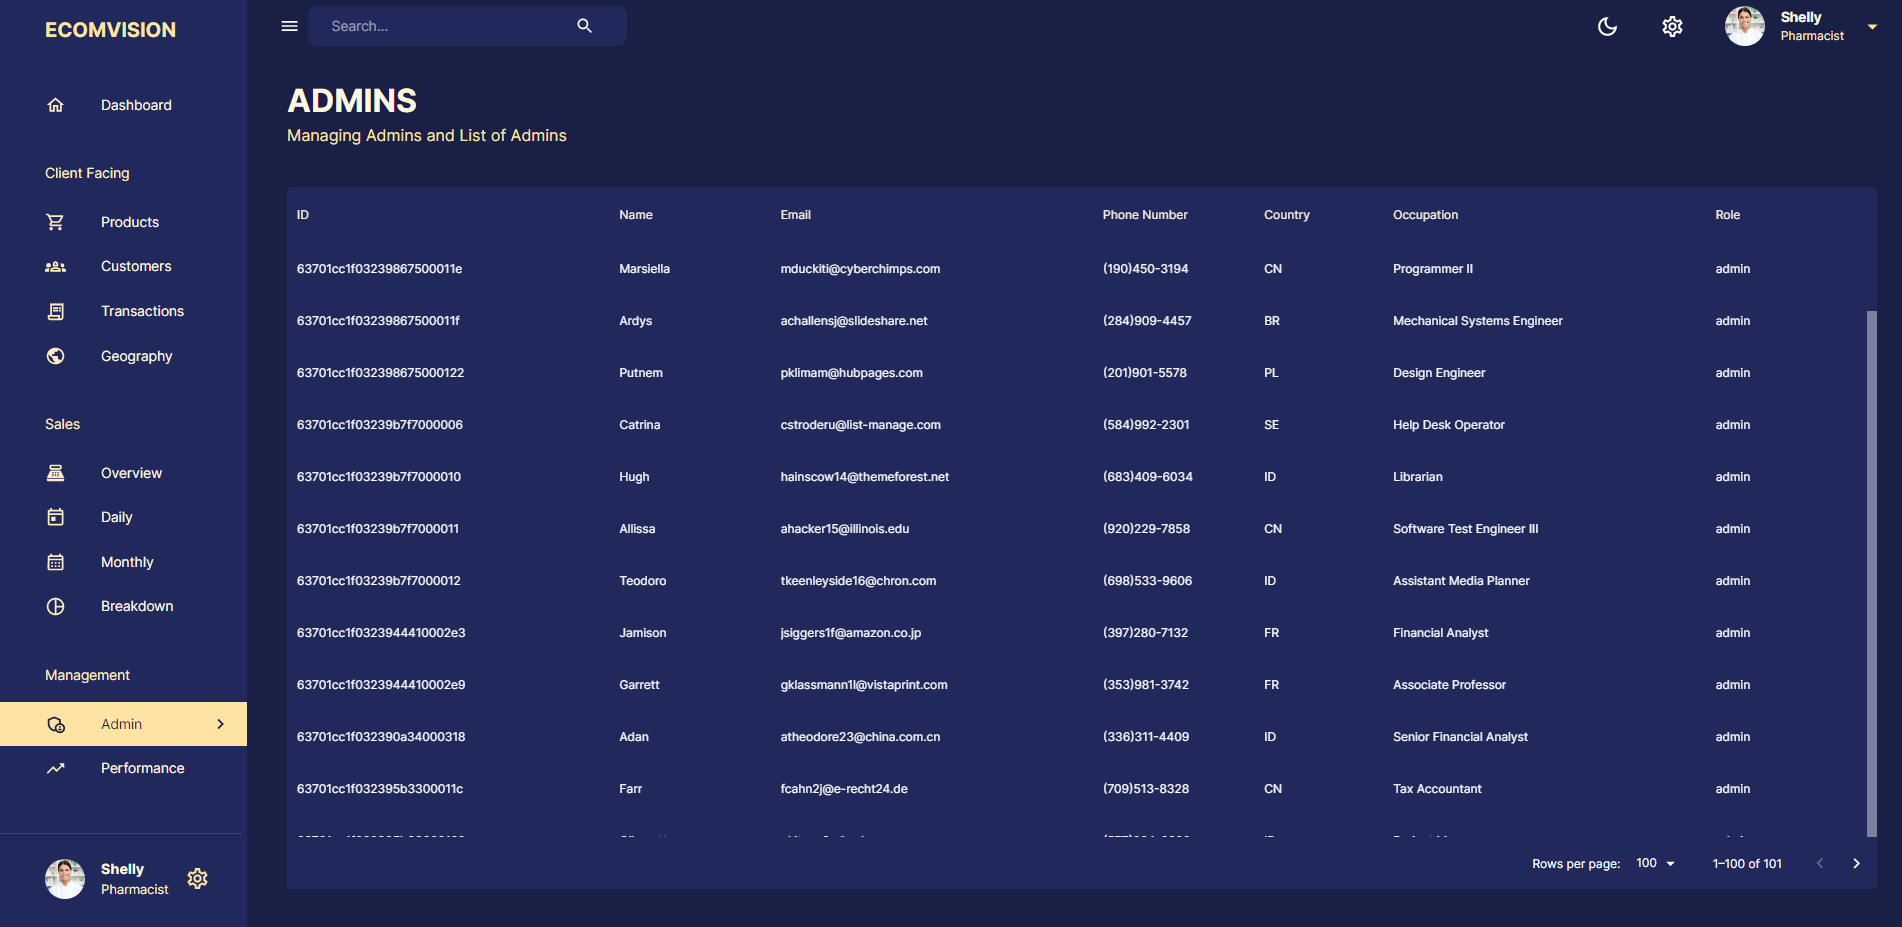 ECOMVISION
Search...
Shelly
Pharmacist
Dashboard
Client Facing
Products
Customers
Transactions
Geography
Sales
Overview
Daily
Monthly
Breakdown
Management
Admin
Performance
Shelly
Pharmacist
ADMINS
Managing Admins and List of Admins
ID Name Email Phone Number Country Occupation Role
63701cc1f03239867500011e Marsiella mduckiti@cyberchimps.com (190)450-3194 CN Programmer II admin
63701cc1f03239867500011f Ardys achallensj@slideshare.net (284)909-4457 BR Mechanical Systems Engineer admin
63701cc1f032398675000122 Putnem pklimam@hubpages.com (201)901-5578 PL Design Engineer admin
63701cc1f03239b7f7000006 Catrina cstroderu@list-manage.com (584)992-2301 SE Help Desk Operator admin
63701cc1f03239b7f7000010 Hugh hainscow14@themeforest.net (683)409-6034 ID Librarian admin
63701cc1f03239b7f7000011 Allissa ahacker15@illinois.edu (920)229-7858 CN Software Test Engineer III admin
63701cc1f03239b7f7000012 Teodoro tkeenleyside16@chron.com (698)533-9606 ID Assistant Media Planner admin
63701cc1f0323944410002e3 Jamison jsiggers1f@amazon.co.jp (397)280-7132 FR Financial Analyst admin
63701cc1f0323944410002e9 Garrett gklassmann1l@vistaprint.com (353)981-3742 FR Associate Professor admin
63701cc1f032390a34000318 Adan atheodore23@china.com.cn (336)311-4409 ID Senior Financial Analyst admin
63701cc1f032395b3300011c Farr fcahn2j@e-recht24.de (709)513-8328 CN Tax Accountant admin
Rows per page: 100 1–100 of 101